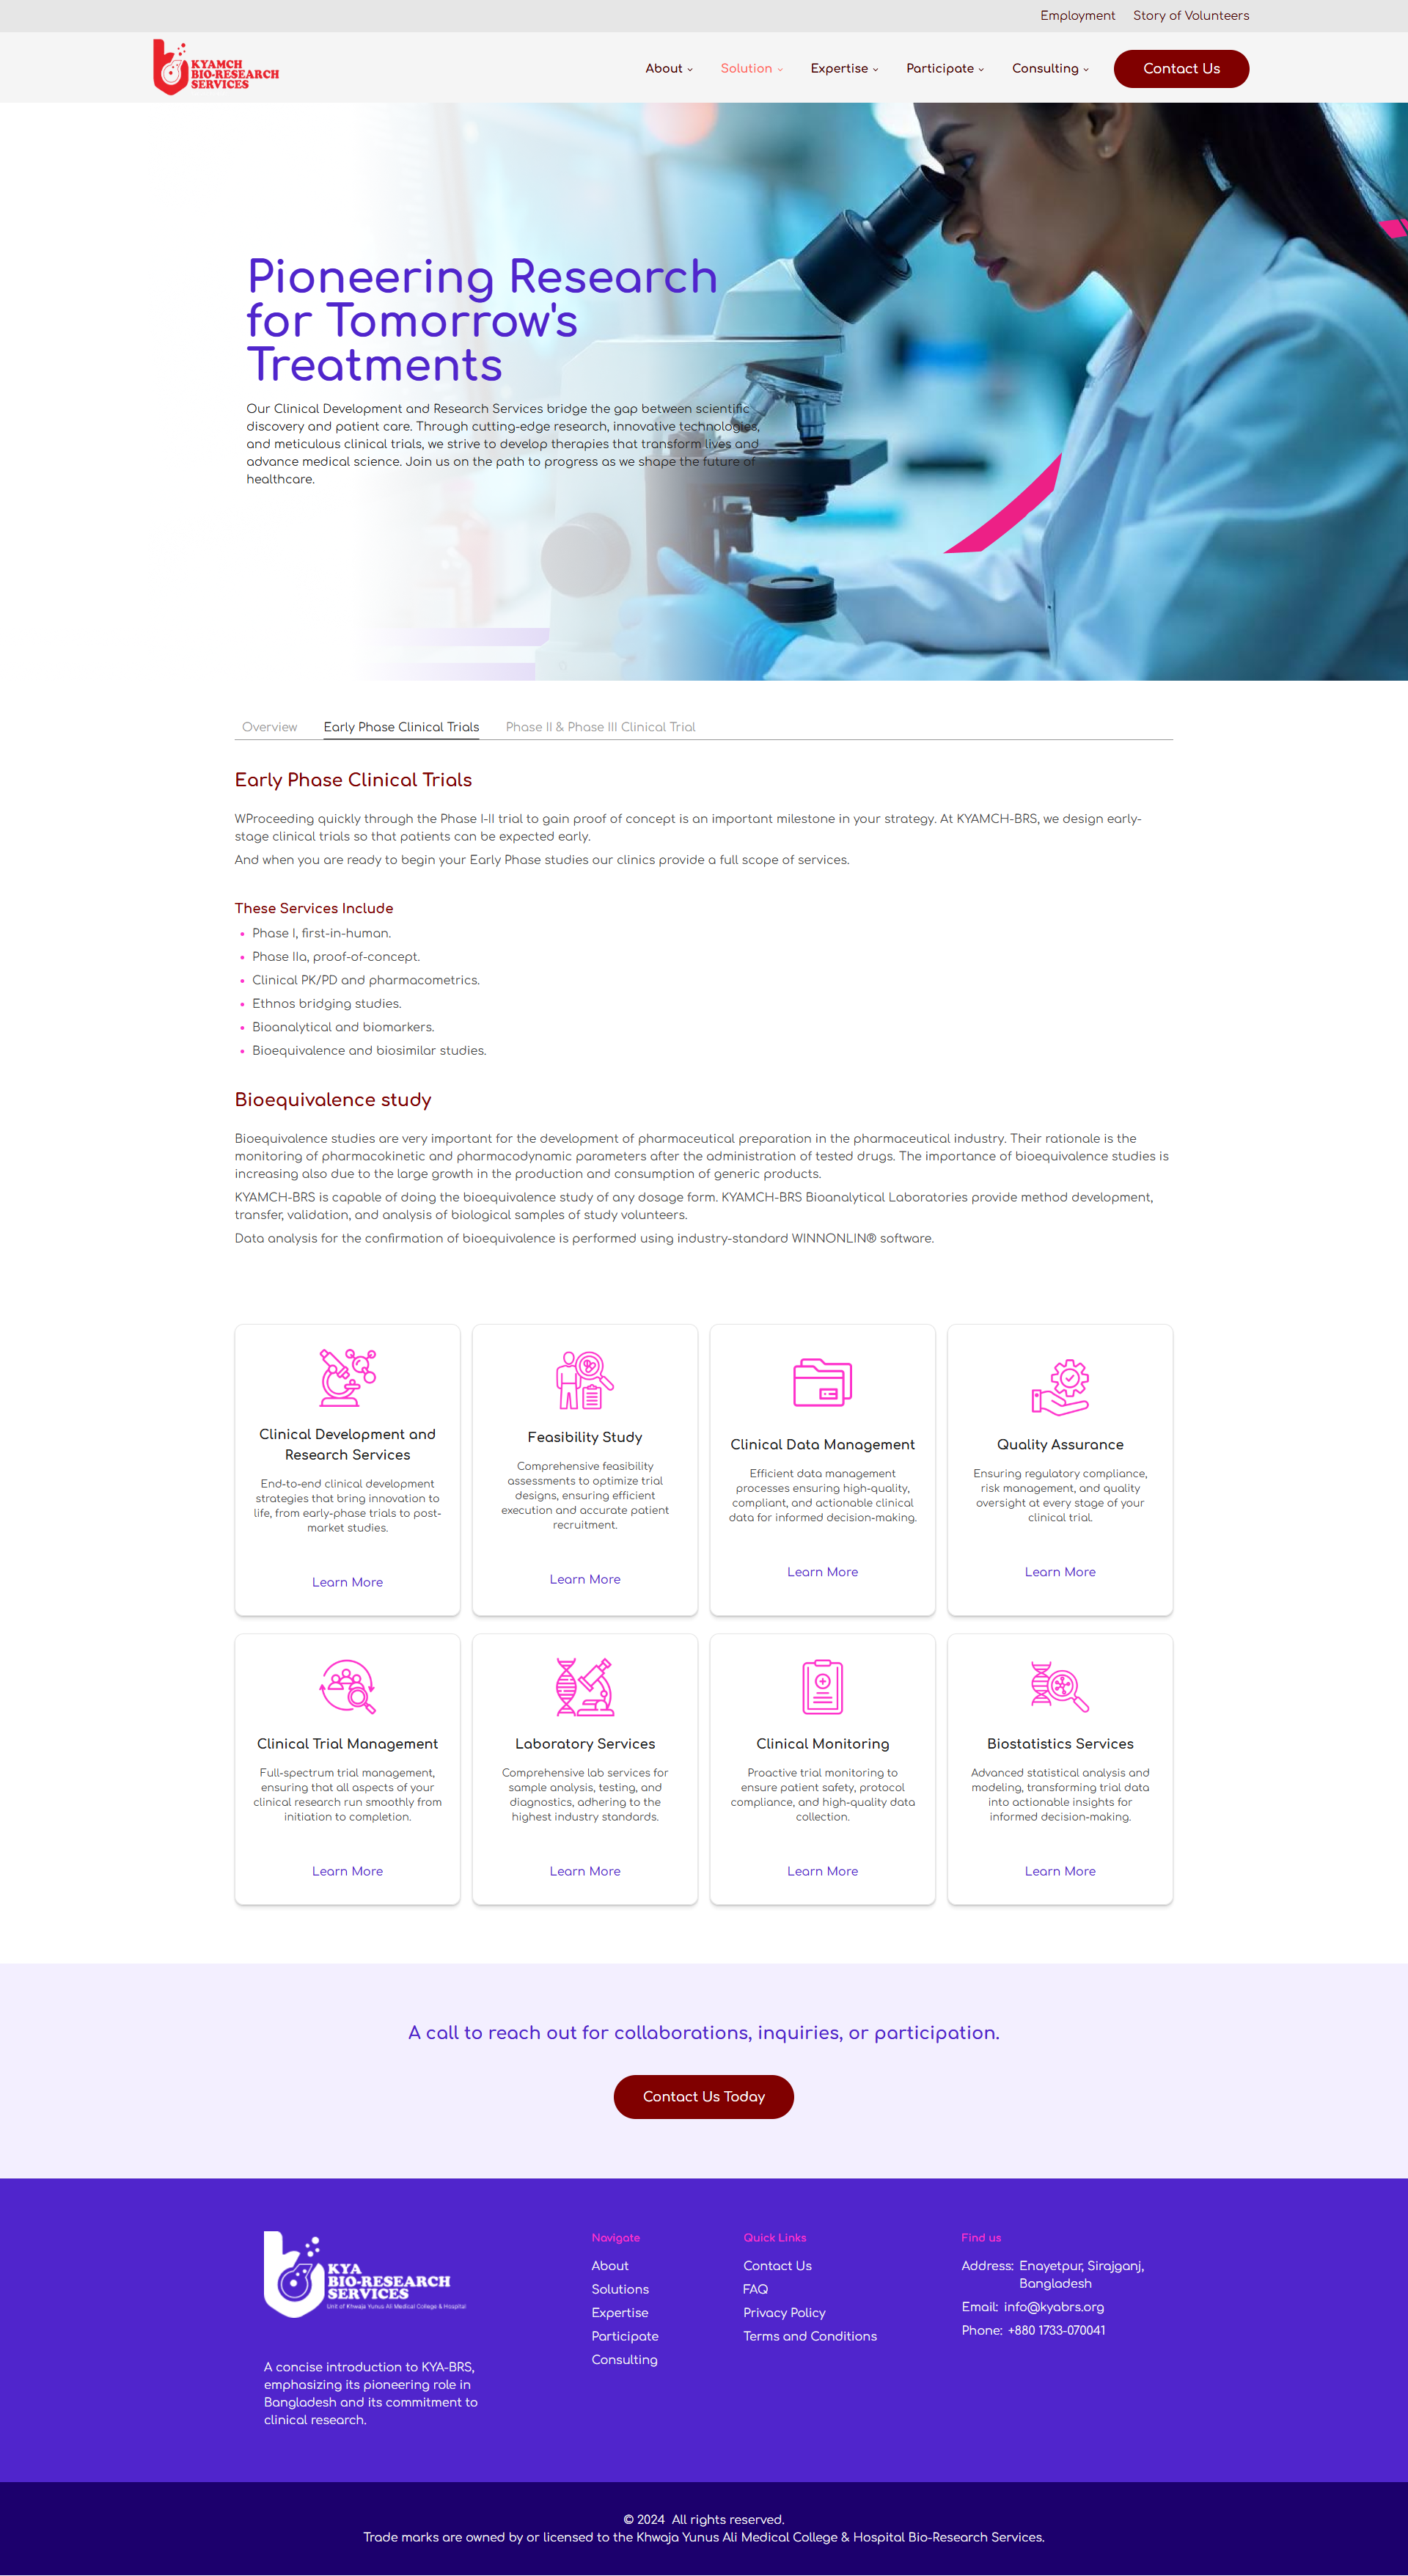 Employment Story of Volunteers
KYAMCH
BIO-RESEARCH
SERVICES
About Solution Expertise Participate Consulting Contact Us
Pioneering Research
for Tomorrow's
Treatments
Our Clinical Development and Research Services bridge the gap between scientific
discovery and patient care. Through cutting-edge research, innovative technologies,
and meticulous clinical trials, we strive to develop therapies that transform lives and
advance medical science. Join us on the path to progress as we shape the future of
healthcare.
Overview Early Phase Clinical Trials Phase II & Phase III Clinical Trial
Early Phase Clinical Trials
WProceeding quickly through the Phase I-II trial to gain proof of concept is an important milestone in your strategy. At KYAMCH-BRS, we design early-
stage clinical trials so that patients can be expected early.
And when you are ready to begin your Early Phase studies our clinics provide a full scope of services.
These Services Include
• Phase I, first-in-human.
• Phase IIa, proof-of-concept.
• Clinical PK/PD and pharmacometrics.
• Ethnos bridging studies.
• Bioanalytical and biomarkers.
• Bioequivalence and biosimilar studies.
Bioequivalence study
Bioequivalence studies are very important for the development of pharmaceutical preparation in the pharmaceutical industry. Their rationale is the
monitoring of pharmacokinetic and pharmacodynamic parameters after the administration of tested drugs. The importance of bioequivalence studies is
increasing also due to the large growth in the production and consumption of generic products.
KYAMCH-BRS is capable of doing the bioequivalence study of any dosage form. KYAMCH-BRS Bioanalytical Laboratories provide method development,
transfer, validation, and analysis of biological samples of study volunteers.
Data analysis for the confirmation of bioequivalence is performed using industry-standard WINNONLIN® software.
Clinical Development and
Research Services
End-to-end clinical development
strategies that bring innovation to
life, from early-phase trials to post-
market studies.
Learn More
Feasibility Study
Comprehensive feasibility
assessments to optimize trial
designs, ensuring efficient
execution and accurate patient
recruitment.
Learn More
Clinical Data Management
Efficient data management
processes ensuring high-quality,
compliant, and actionable clinical
data for informed decision-making.
Learn More
Quality Assurance
Ensuring regulatory compliance,
risk management, and quality
oversight at every stage of your
clinical trial.
Learn More
Clinical Trial Management
Full-spectrum trial management,
ensuring that all aspects of your
clinical research run smoothly from
initiation to completion.
Learn More
Laboratory Services
Comprehensive lab services for
sample analysis, testing, and
diagnostics, adhering to the
highest industry standards.
Learn More
Clinical Monitoring
Proactive trial monitoring to
ensure patient safety, protocol
compliance, and high-quality data
collection.
Learn More
Biostatistics Services
Advanced statistical analysis and
modeling, transforming trial data
into actionable insights for
informed decision-making.
Learn More
A call to reach out for collaborations, inquiries, or participation.
Contact Us Today
KYA
BIO-RESEARCH
SERVICES
Unit of Khwaja Yunus Ali Medical College & Hospital
A concise introduction to KYA-BRS,
emphasizing its pioneering role in
Bangladesh and its commitment to
clinical research.
Navigate
About
Solutions
Expertise
Participate
Consulting
Quick Links
Contact Us
FAQ
Privacy Policy
Terms and Conditions
Find us
Address: Enayetpur, Sirajganj,
Bangladesh
Email: info@kyabrs.org
Phone: +880 1733-070041
© 2024 All rights reserved.
Trade marks are owned by or licensed to the Khwaja Yunus Ali Medical College & Hospital Bio-Research Services.